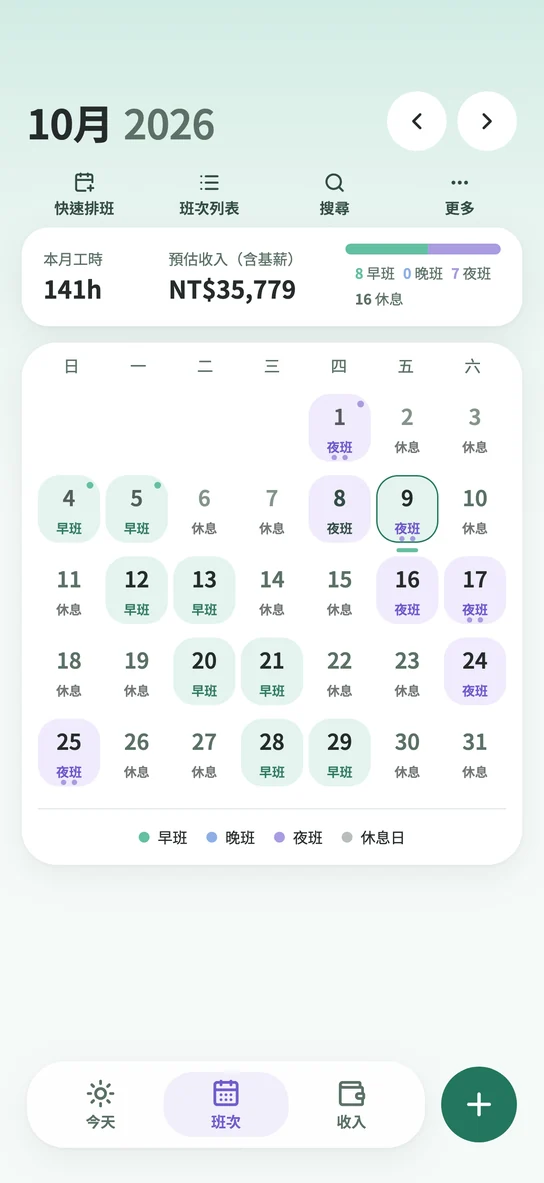 10月 2026
快速排班 班次列表 搜尋 更多
本月工時 預估收入（含基薪）
141h NT$35,779
8 早班 0 晚班 7 夜班
16 休息
日 一 二 三 四 五 六
1 2 3
夜班 休息 休息
4 5 6 7 8 9 10
早班 早班 休息 休息 夜班 夜班 休息
11 12 13 14 15 16 17
休息 早班 早班 休息 休息 夜班 夜班
18 19 20 21 22 23 24
休息 休息 早班 早班 休息 休息 夜班
25 26 27 28 29 30 31
夜班 休息 休息 早班 早班 休息 休息
早班 晚班 夜班 休息日
今天 班次 收入